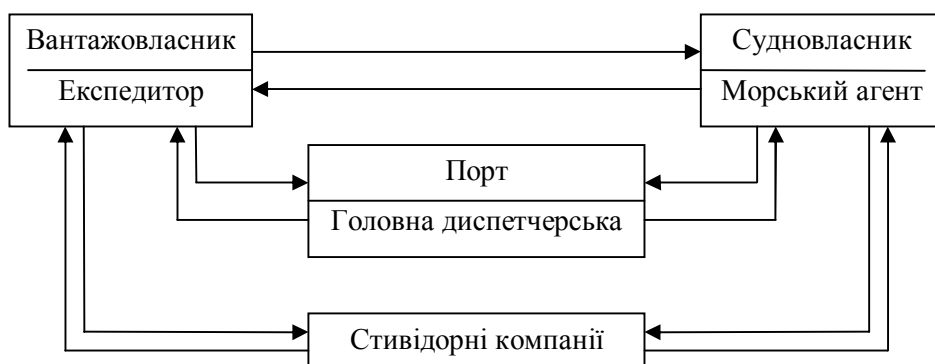 Вантажовласник
Експедитор
Судновласник
Морський агент
Порт
Головна диспетчерська
Стивідорні компанії